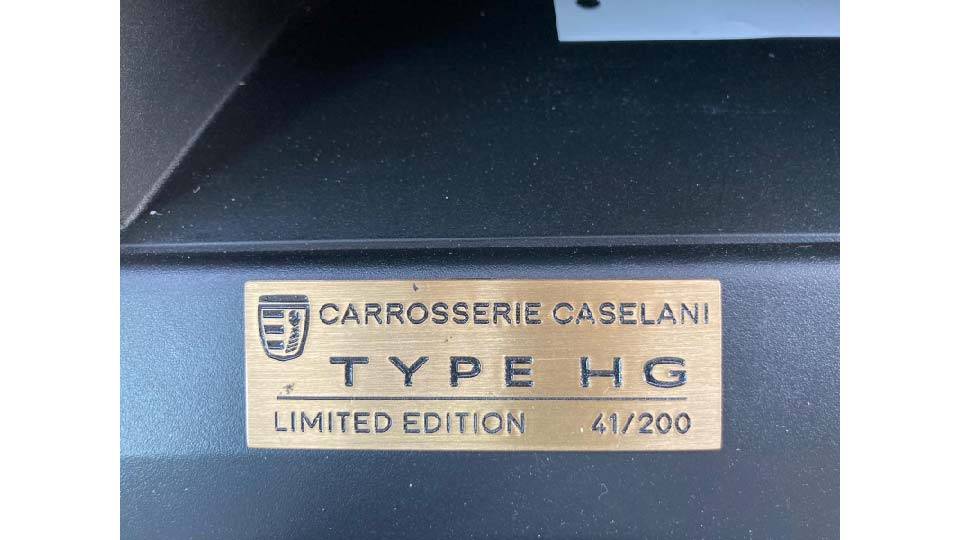 CARROSSERIE CASELANI
TYPE HG
LIMITED EDITION 41/200